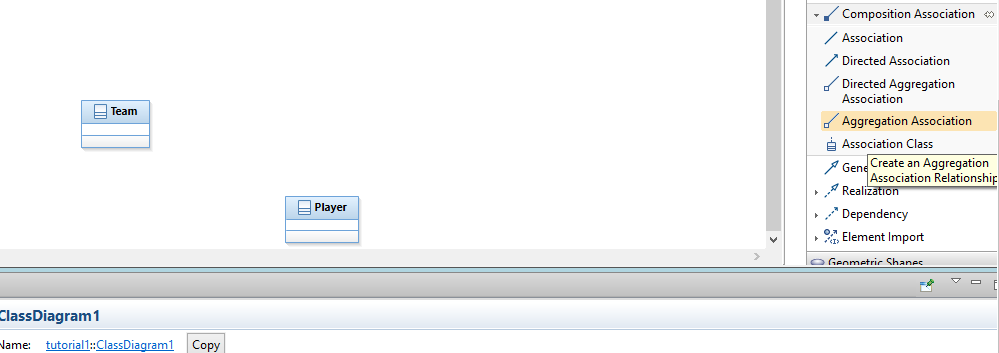 Composition Association
Association
Directed Association
Directed Aggregation
Association
Team
Aggregation Association
Association Class
Create an Aggregation
Association Relationship
Gene
Realization
Player
Dependency
Element Import
Geometric Shapes
ClassDiagram1
Name: tutorial1::ClassDiagram1 Copy